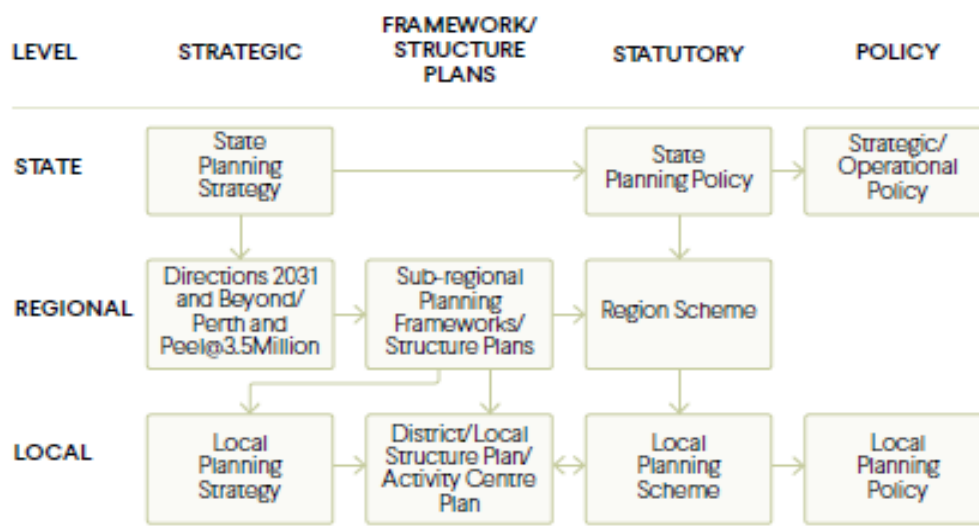 LEVEL
STRATEGIC
FRAMEWORK/
STRUCTURE
PLANS
STATUTORY
POLICY
STATE
State
Planning
Strategy
State
Planning Policy
Strategic/
Operational
Policy
REGIONAL
Directions 2031
and Beyond/
Perth and
Peel@3.5Million
Sub-regional
Planning
Frameworks/
Structure Plans
Region Scheme
LOCAL
Local
Planning
Strategy
District/Local
Structure Plan/
Activity Centre
Plan
Local
Planning
Scheme
Local
Planning
Policy